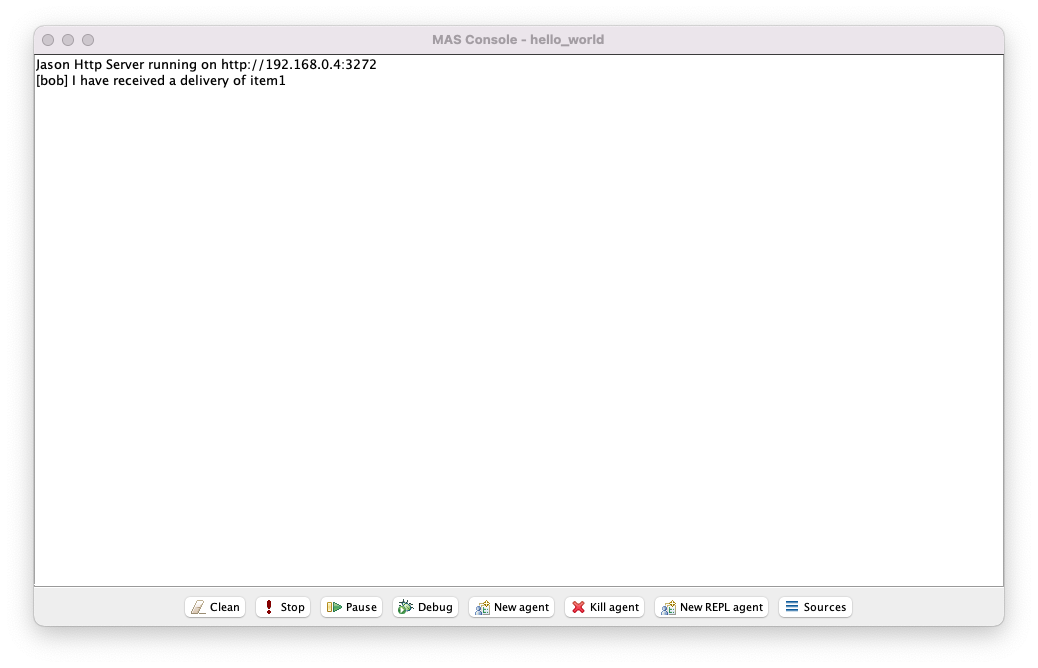 MAS Console - hello_world
Jason Http Server running on http://192.168.0.4:3272
[bob] I have received a delivery of item1
Clean Stop Pause Debug New agent Kill agent New REPL agent Sources